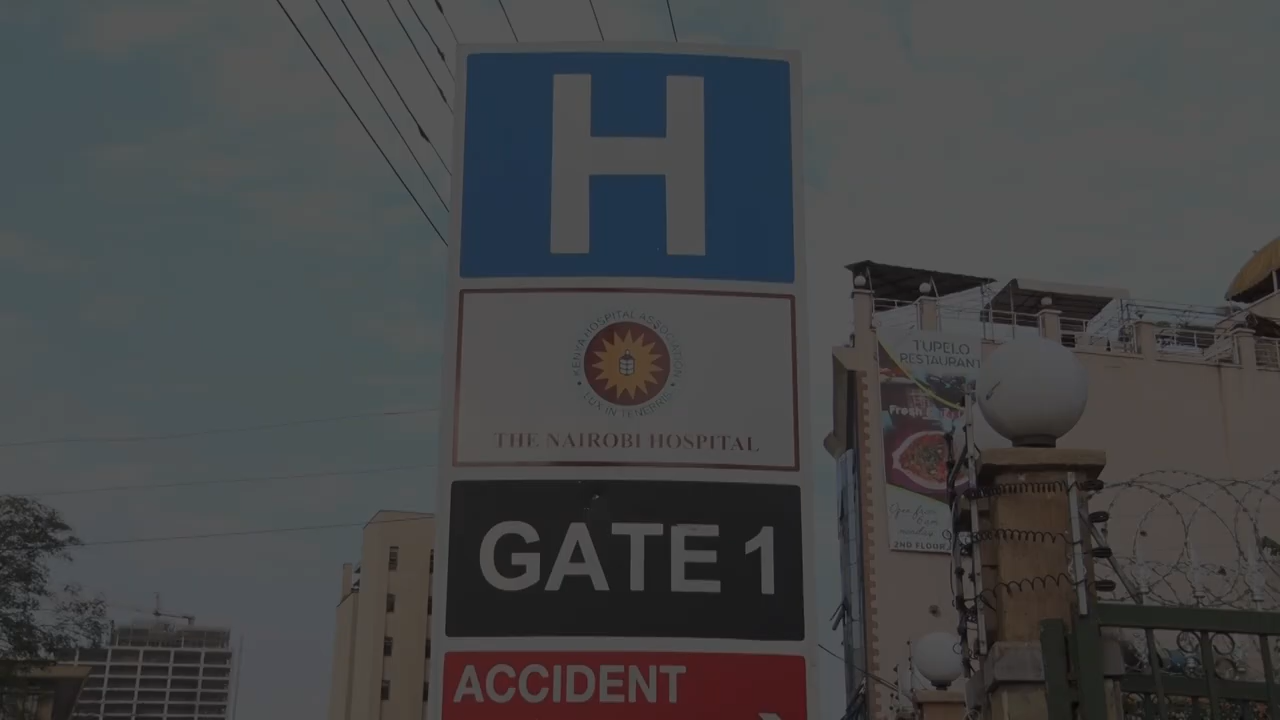 H
KENYA HOSPITAL ASSOCIATION
LUX IN TENEBRIS
THE NAIROBI HOSPITAL
GATE 1
ACCIDENT
TUPELO
RESTAURANT
Fresh
2ND FLOOR